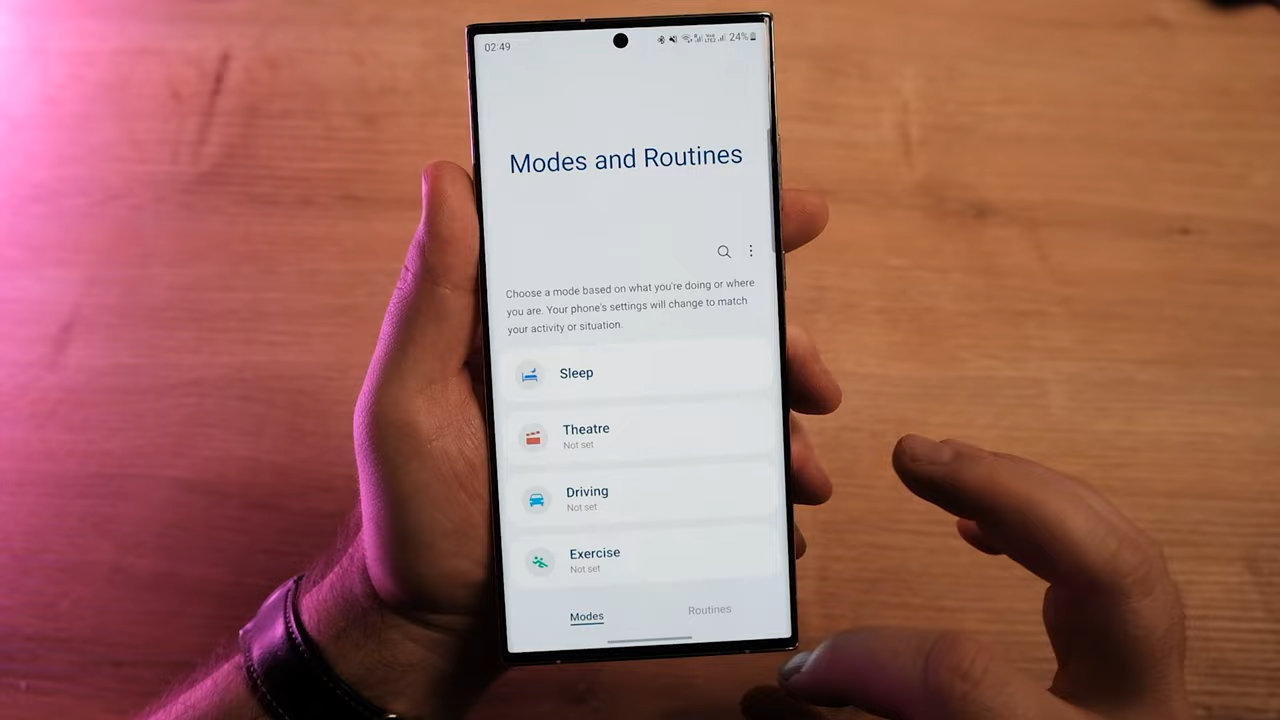 02:49
24%
Modes and Routines
Choose a mode based on what you're doing or where
you are. Your phone's settings will change to match
your activity or situation.
Sleep
Theatre
Not set
Driving
Not set
Exercise
Not set
Modes
Routines